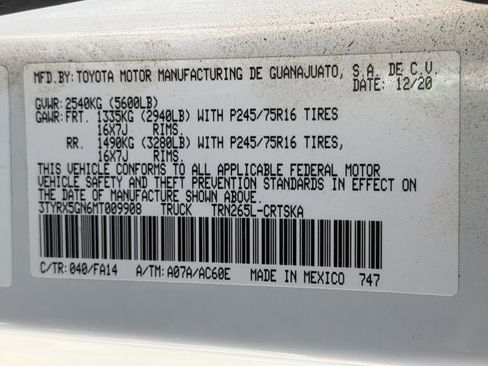 MFD.BY:TOYOTA MOTOR MANUFACTURING DE GUANAJUATO, S.A. DE C.V.
DATE: 12/20
GVWR:2540KG (5600LB)
GAWR:FRT. 1335KG (2940LB) WITH P245/75R16 TIRES
16X7J RIMS.
RR. 1490KG (3280LB) WITH P245/75R16 TIRES,
16X7J RIMS.
THIS VEHICLE CONFORMS TO ALL APPLICABLE FEDERAL MOTOR
VEHICLE SAFETY AND THEFT PREVENTION STANDARDS IN EFFECT ON
THE DATE OF MANUFACTURE SHOWN ABOVE.
3TYRX5GN6MT009908 TRUCK TRN265L-CRTSKA
C/TR:040/FA14 A/TM:A07A/AC60E MADE IN MEXICO 747